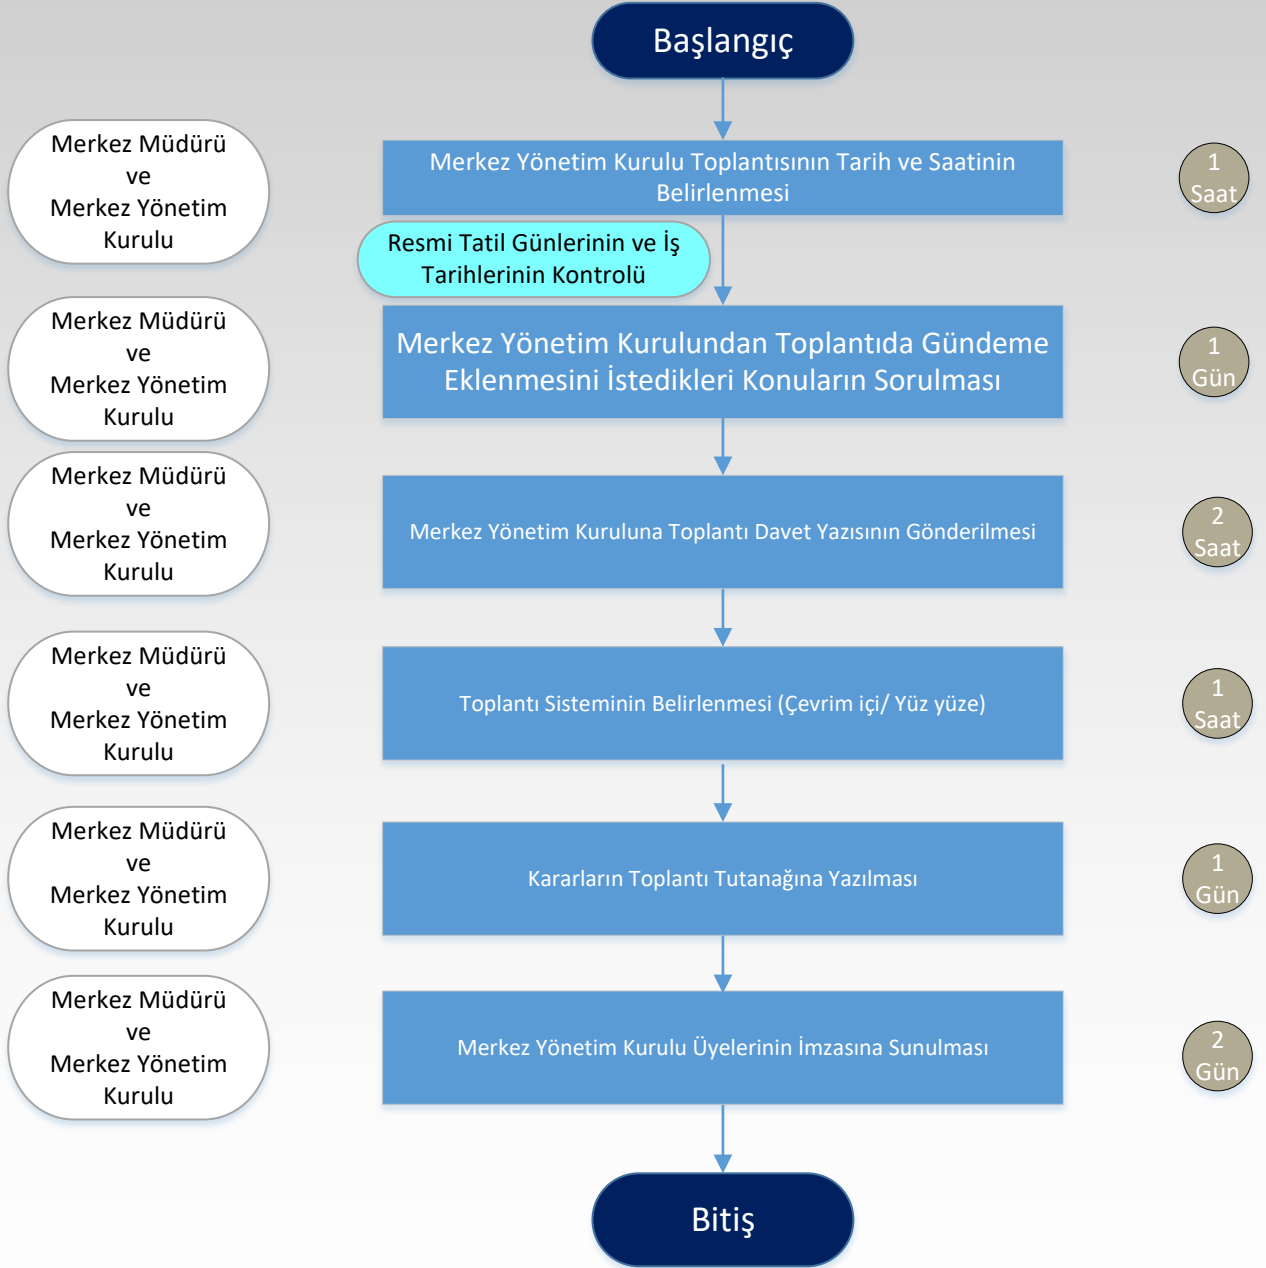 Başlangıç
Merkez Müdürü
ve
Merkez Yönetim
Kurulu
Merkez Yönetim Kurulu Toplantısının Tarih ve Saatinin
Belirlenmesi
1
Saat
Resmi Tatil Günlerinin ve İş
Tarihlerinin Kontrolü
Merkez Müdürü
ve
Merkez Yönetim
Kurulu
Merkez Yönetim Kurulundan Toplantıda Gündeme
Eklenmesini İstedikleri Konuların Sorulması
1
Gün
Merkez Müdürü
ve
Merkez Yönetim
Kurulu
Merkez Yönetim Kuruluna Toplantı Davet Yazısının Gönderilmesi
2
Saat
Merkez Müdürü
ve
Merkez Yönetim
Kurulu
Toplantı Sisteminin Belirlenmesi (Çevrim içi/ Yüz yüze)
1
Saat
Merkez Müdürü
ve
Merkez Yönetim
Kurulu
Kararların Toplantı Tutanağına Yazılması
1
Gün
Merkez Müdürü
ve
Merkez Yönetim
Kurulu
Merkez Yönetim Kurulu Üyelerinin İmzasına Sunulması
2
Gün
Bitiş